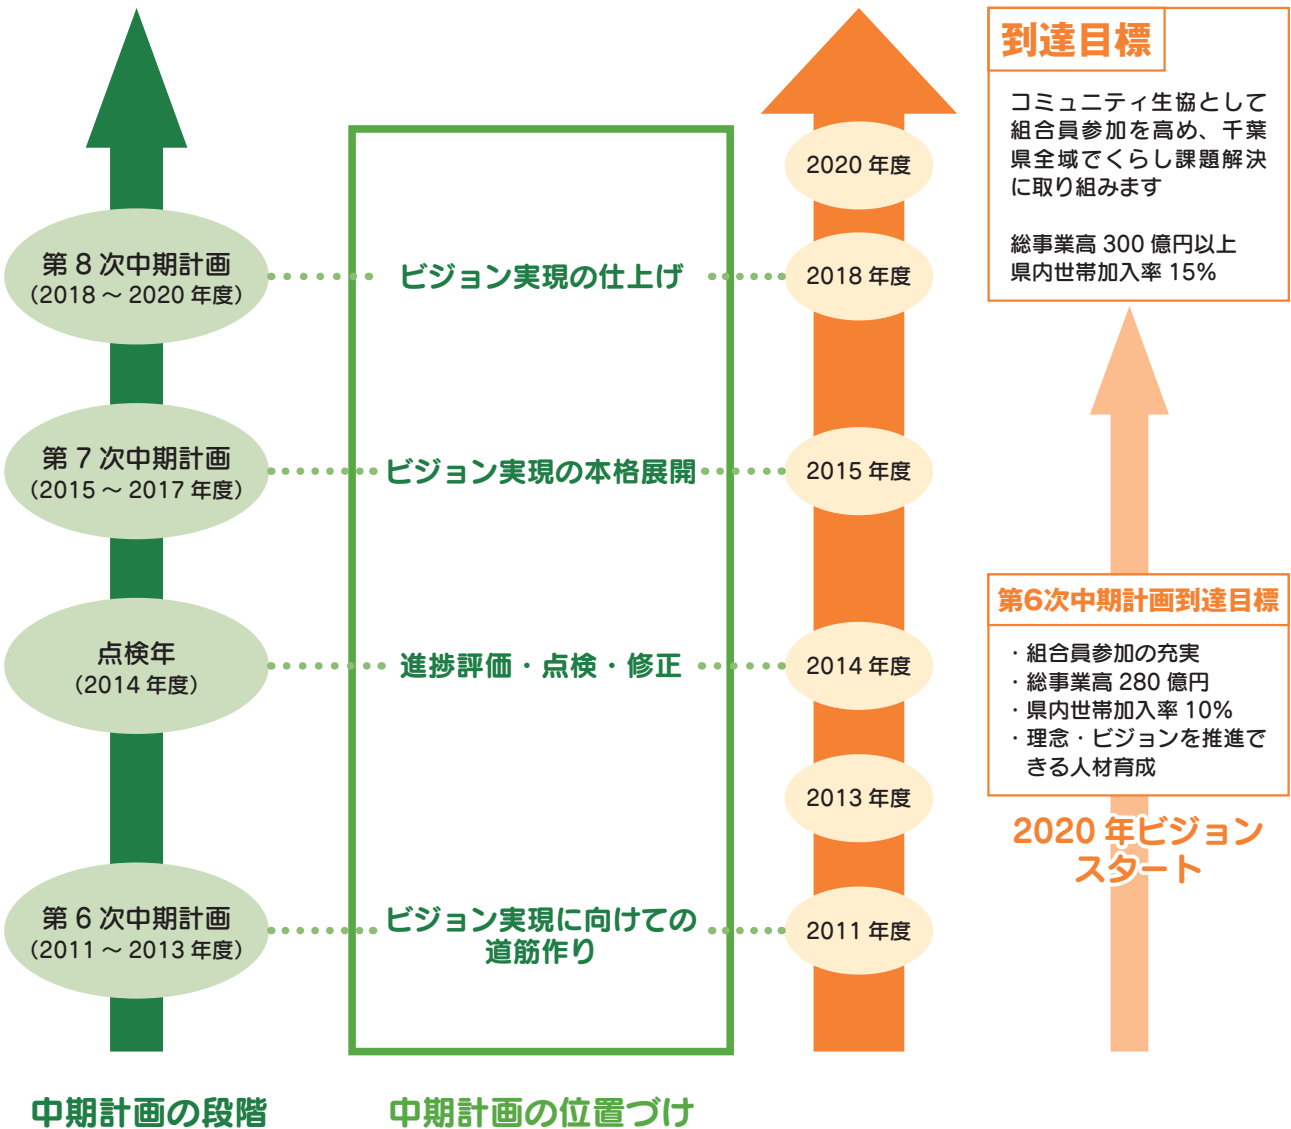 第 8 次中期計画
（2018 ～ 2020 年度）
第 7 次中期計画
（2015 ～ 2017 年度）
点検年
（2014 年度）
第 6 次中期計画
（2011 ～ 2013 年度）
中期計画の段階
ビジョン実現の仕上げ
ビジョン実現の本格展開
進捗評価・点検・修正
ビジョン実現に向けての
道筋作り
中期計画の位置づけ
2020 年度
2018 年度
2015 年度
2014 年度
2013 年度
2011 年度
到達目標
コミュニティ生協として
組合員参加を高め、千葉
県全域でくらし課題解決
に取り組みます
総事業高 300 億円以上
県内世帯加入率 15%
第6次中期計画到達目標
・組合員参加の充実
・総事業高 280 億円
・県内世帯加入率 10%
・理念・ビジョンを推進で
きる人材育成
2020 年ビジョン
スタート